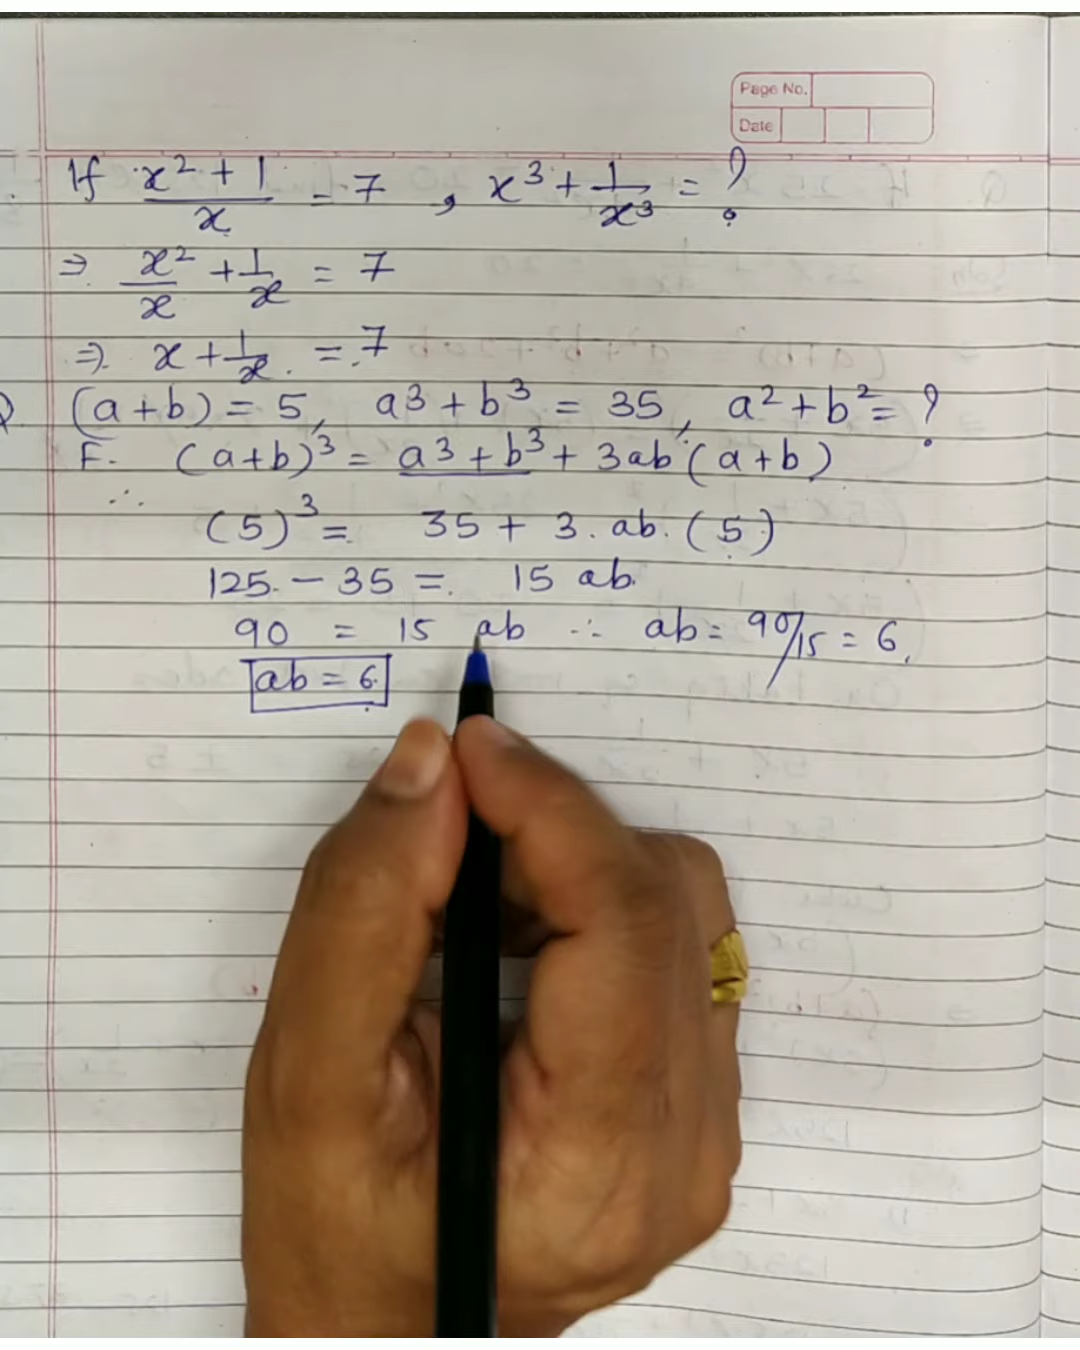 Page No.
Date
If x² + 1/x = 7 , x³ + 1/x³ = ?
⇒ x²/x + 1/x = 7
⇒ x + 1/x = 7
Q (a+b) = 5, a³ + b³ = 35, a² + b² = ?
F. (a+b)³ = a³ + b³ + 3ab (a+b)
∴
(5)³ = 35 + 3. ab. (5)
125 - 35 = 15 ab
90 = 15 ab ∴ ab = 90/15 = 6.
ab = 6